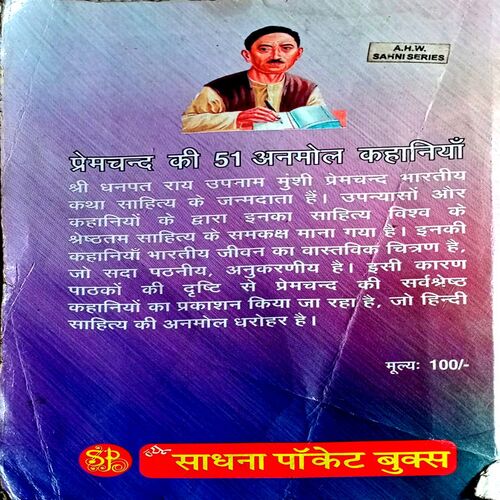 A.H.W.
SAHNI SERIES
प्रेमचन्द की 51 अनमोल कहानियाँ
श्री धनपत राय उपनाम मुंशी प्रेमचन्द भारतीय
कथा साहित्य के जन्मदाता हैं। उपन्यासों ओर
कहानियों के द्वारा इनका साहित्य विश्व के
श्रेष्ठतम साहित्य के समकक्ष माना गया है। इनकी
कहानियाँ भारतीय जीवन का वास्तविक चित्रण है,
जो सदा पठनीय, अनुकरणीय है। इसी कारण
पाठकों की दृष्टि से प्रेमचन्द की सर्वश्रेष्ठ
कहानियों का प्रकाशन किया जा रहा है, जो हिन्दी
साहित्य की अनमोल धरोहर है।
मूल्यः 100/-
SP
साधना पॉकेट बुक्स